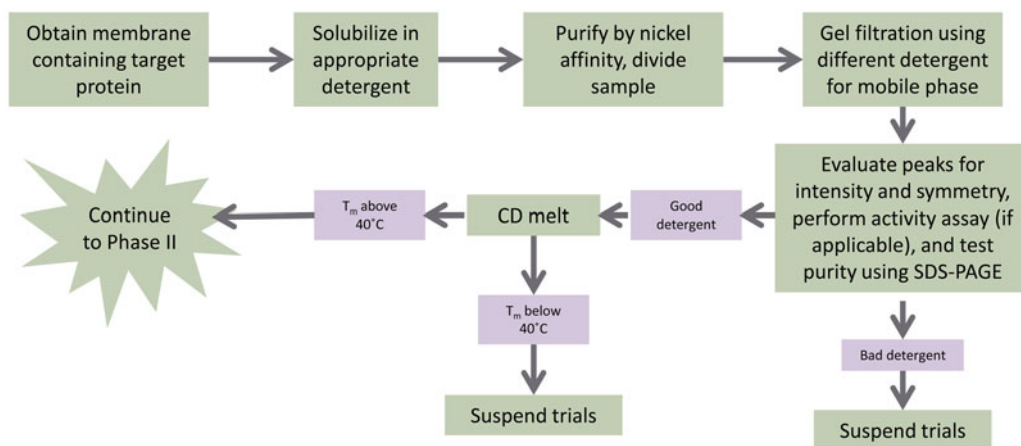 Obtain membrane
containing target
protein
Solubilize in
appropriate
detergent
Purify by nickel
affinity, divide
sample
Gel filtration using
different detergent
for mobile phase
Evaluate peaks for
intensity and symmetry,
perform activity assay (if
applicable), and test
purity using SDS-PAGE
Good
detergent
CD melt
Tm above
40˚C
Continue
to Phase II
Tm below
40˚C
Suspend trials
Bad detergent
Suspend trials